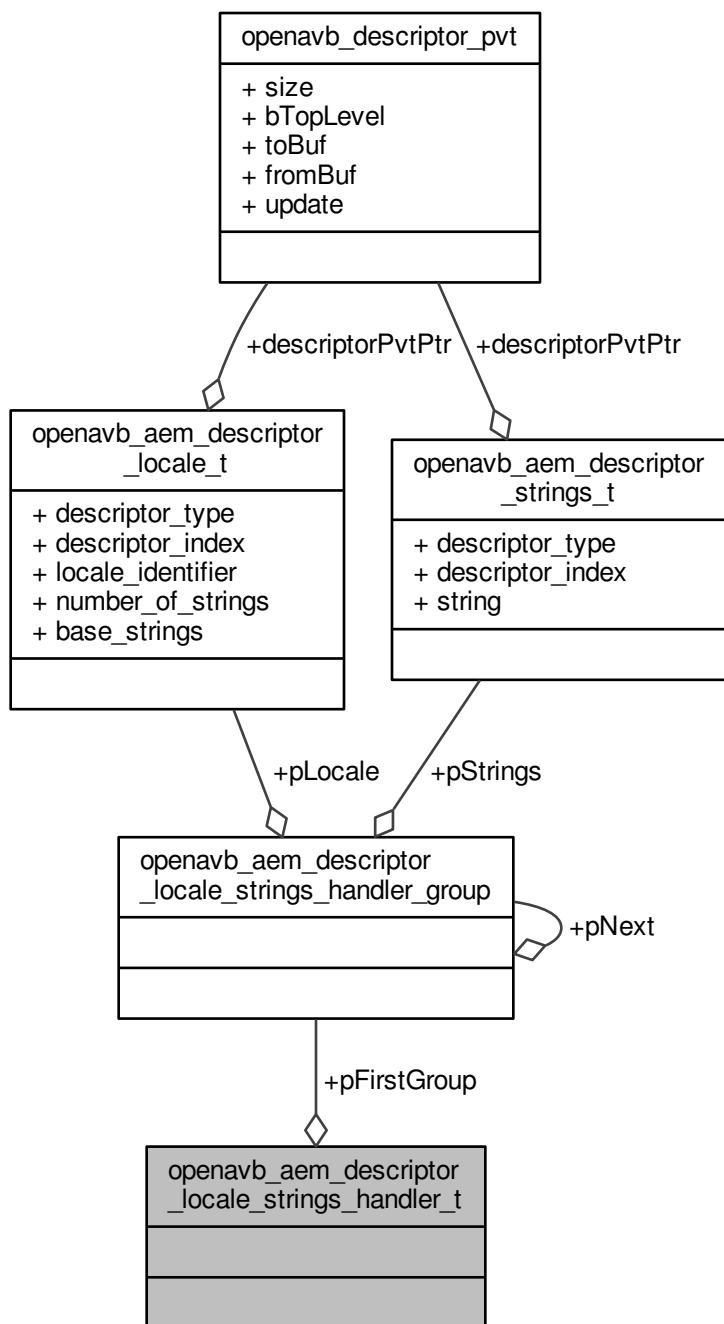 openavb_descriptor_pvt
+ size
+ bTopLevel
+ toBuf
+ fromBuf
+ update
+descriptorPvtPtr
+descriptorPvtPtr
openavb_aem_descriptor
_locale_t
+ descriptor_type
+ descriptor_index
+ locale_identifier
+ number_of_strings
+ base_strings
openavb_aem_descriptor
_strings_t
+ descriptor_type
+ descriptor_index
+ string
+pLocale
+pStrings
openavb_aem_descriptor
_locale_strings_handler_group
+pNext
+pFirstGroup
openavb_aem_descriptor
_locale_strings_handler_t